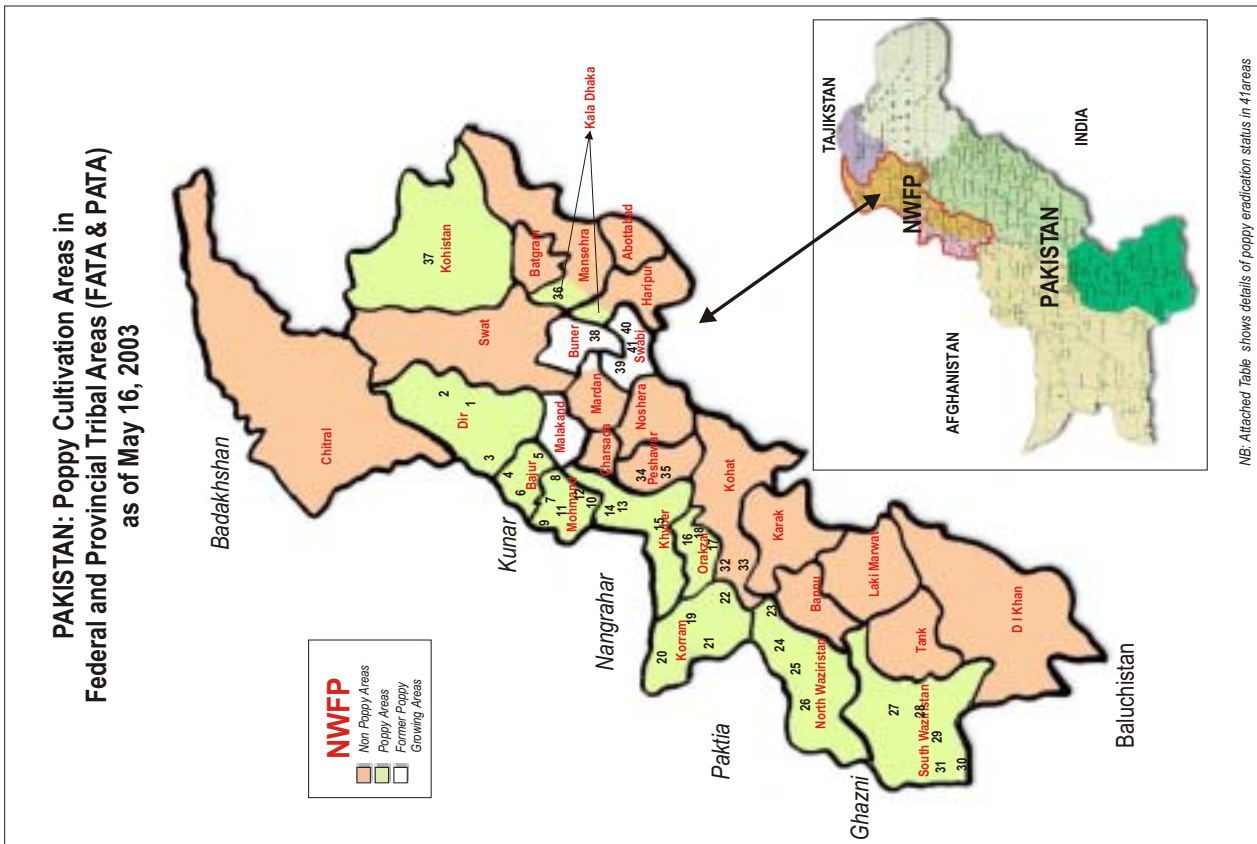 PAKISTAN: Poppy Cultivation Areas in
Federal and Provincial Tribal Areas (FATA & PATA)
as of May 16, 2003
NWFP
Non Poppy Areas
Poppy Areas
Former Poppy
Growing Areas
Badakhshan
Kunar
Nangrahar
Paktia
Ghazni
Baluchistan
Chitral
Swat
37
Kohistan
Dir
1
2
3
4
Bajur
5
6
7
8
9
11
Mohmand
12
10
Malakand
Buner
38
39
40
41
Swabi
36
Batgram
Mansehra
Kala Dhaka
Abottabad
Haripur
Mardan
Charsada
Noshera
34
Peshawar
35
14
13
15
Khyber
16
18
Orakzai
17
Kohat
32
33
20
19
Korram
21
22
Karak
Bannu
Laki Marwat
23
24
25
26
North Waziristan
Tank
D I Khan
27
28
South Waziristan
29
31
30
TAJIKSTAN
NWFP
AFGHANISTAN
PAKISTAN
INDIA
NB: Attached Table shows details of poppy eradication status in 41areas